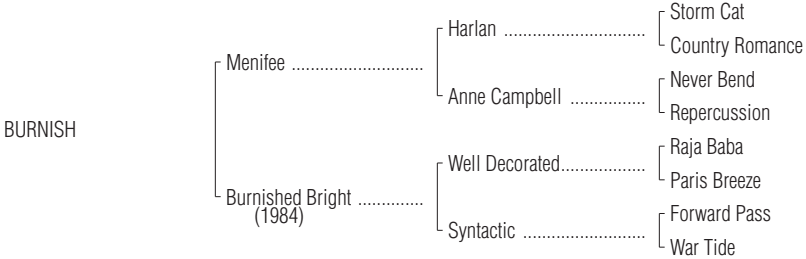 Storm Cat
Harlan ..............................
Country Romance
Menifee ............................
Never Bend
Anne Campbell ................
Repercussion
BURNISH
Raja Baba
Well Decorated..................
Paris Breeze
Burnished Bright ..............
(1984)
Forward Pass
Syntactic ..........................
War Tide